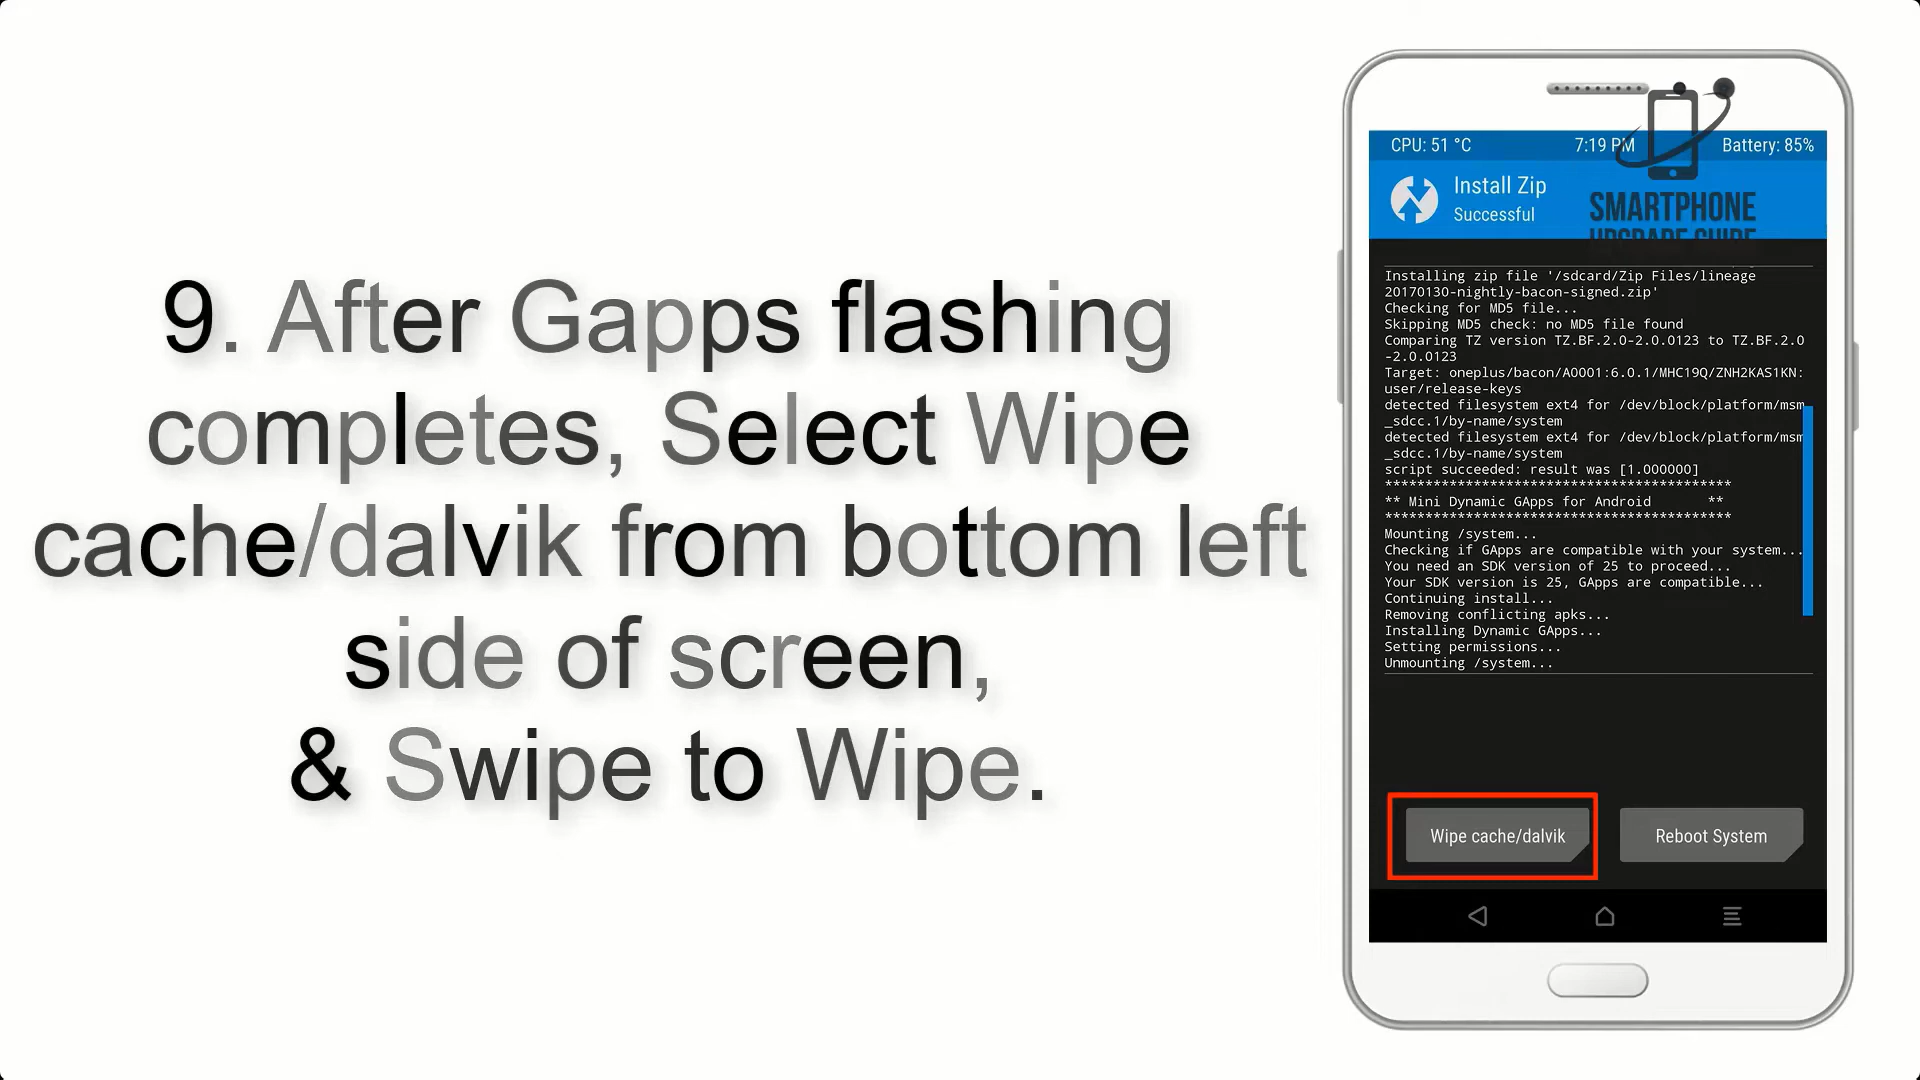 9. After Gapps flashing
completes, Select Wipe
cache/dalvik from bottom left
side of screen,
& Swipe to Wipe.
CPU: 51 °C 7:19 PM Battery: 85%
Install Zip
Successful
SMARTPHONE
UPGRADE GUIDE
Installing zip file '/sdcard/Zip Files/lineage
20170130-nightly-bacon-signed.zip'
Checking for MD5 file...
Skipping MD5 check: no MD5 file found
Comparing TZ version TZ.BF.2.0-2.0.0123 to TZ.BF.2.0
-2.0.0123
Target: oneplus/bacon/A0001:6.0.1/MHC19Q/ZNH2KAS1KN:
user/release-keys
detected filesystem ext4 for /dev/block/platform/msm
_sdcc.1/by-name/system
detected filesystem ext4 for /dev/block/platform/msm
_sdcc.1/by-name/system
script succeeded: result was [1.000000]
*******************************************
** Mini Dynamic GApps for Android **
*******************************************
Mounting /system...
Checking if GApps are compatible with your system...
You need an SDK version of 25 to proceed...
Your SDK version is 25, GApps are compatible...
Continuing install...
Removing conflicting apks...
Installing Dynamic GApps...
Setting permissions...
Unmounting /system...
Wipe cache/dalvik Reboot System